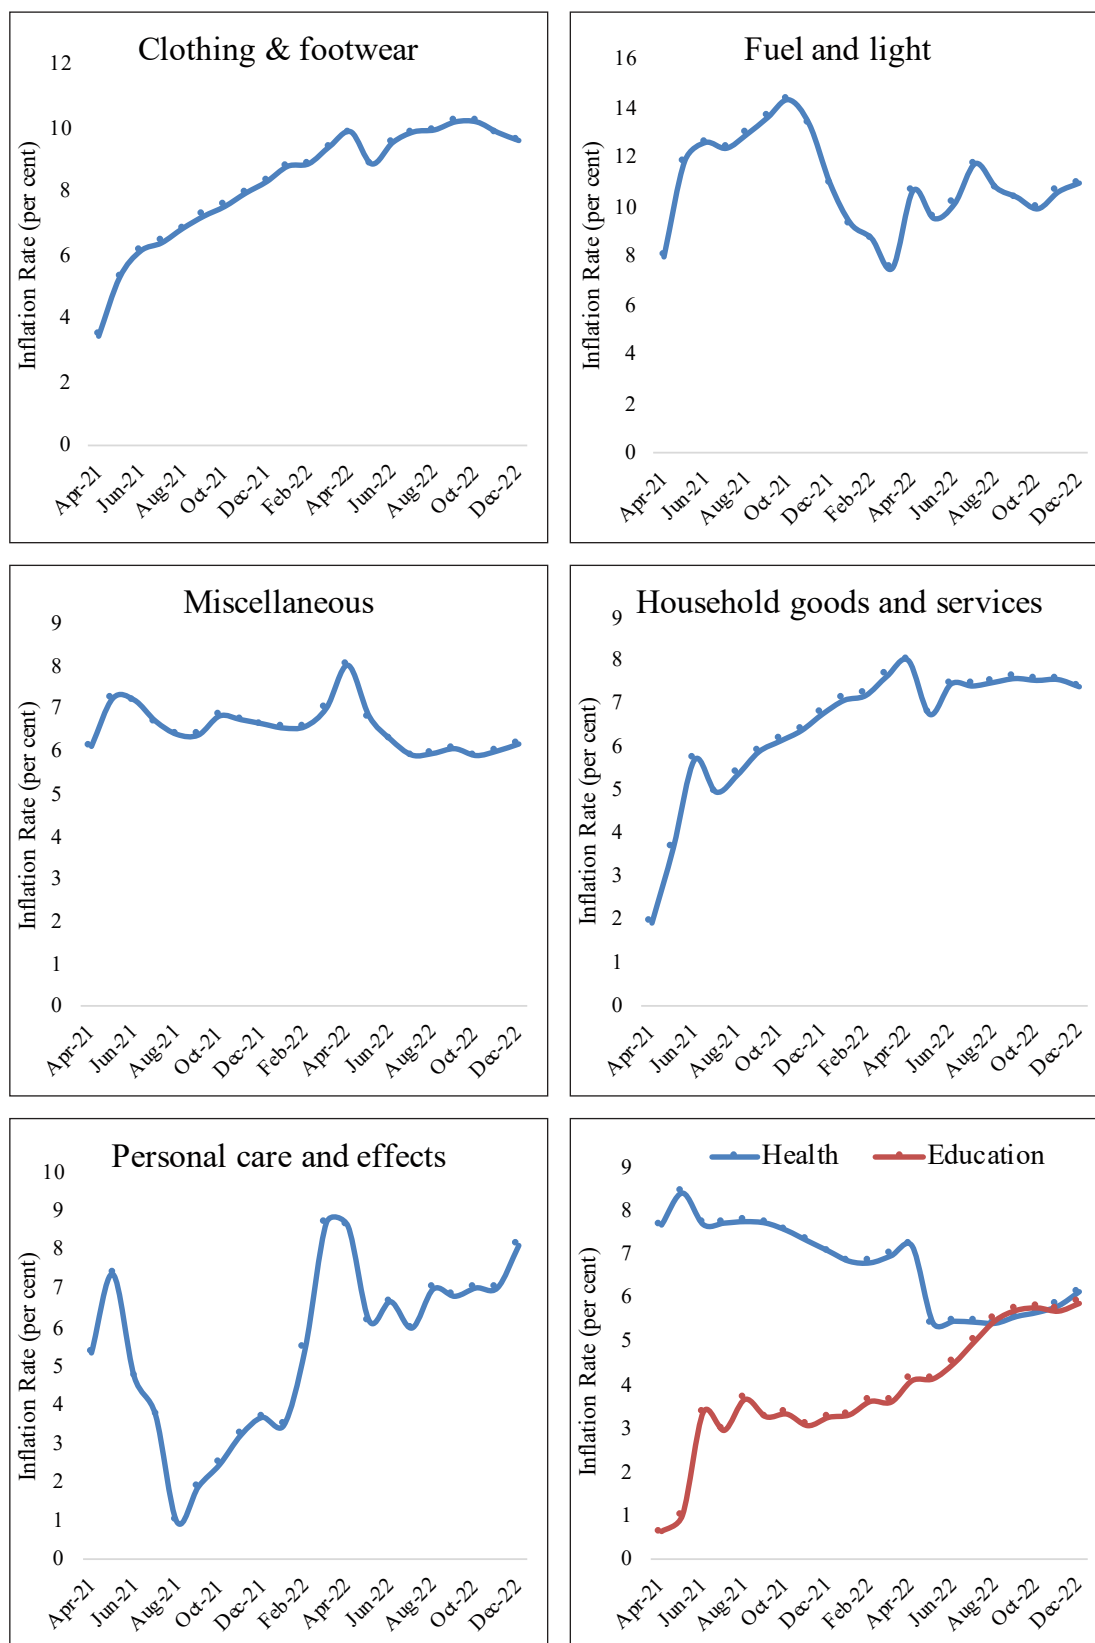 Clothing & footwear
Inflation Rate (per cent)
12
10
8
6
4
2
0
Apr-21
Jun-21
Aug-21
Oct-21
Dec-21
Feb-22
Apr-22
Jun-22
Aug-22
Oct-22
Dec-22
Fuel and light
Inflation Rate (per cent)
16
14
12
10
8
6
4
2
0
Apr-21
Jun-21
Aug-21
Oct-21
Dec-21
Feb-22
Apr-22
Jun-22
Aug-22
Oct-22
Dec-22
Miscellaneous
Inflation Rate (per cent)
9
8
7
6
5
4
3
2
1
0
Apr-21
Jun-21
Aug-21
Oct-21
Dec-21
Feb-22
Apr-22
Jun-22
Aug-22
Oct-22
Dec-22
Household goods and services
Inflation Rate (per cent)
9
8
7
6
5
4
3
2
1
0
Apr-21
Jun-21
Aug-21
Oct-21
Dec-21
Feb-22
Apr-22
Jun-22
Aug-22
Oct-22
Dec-22
Personal care and effects
Inflation Rate (per cent)
10
9
8
7
6
5
4
3
2
1
0
Apr-21
Jun-21
Aug-21
Oct-21
Dec-21
Feb-22
Apr-22
Jun-22
Aug-22
Oct-22
Dec-22
Health Education
Inflation Rate (per cent)
9
8
7
6
5
4
3
2
1
0
Apr-21
Jun-21
Aug-21
Oct-21
Dec-21
Feb-22
Apr-22
Jun-22
Aug-22
Oct-22
Dec-22